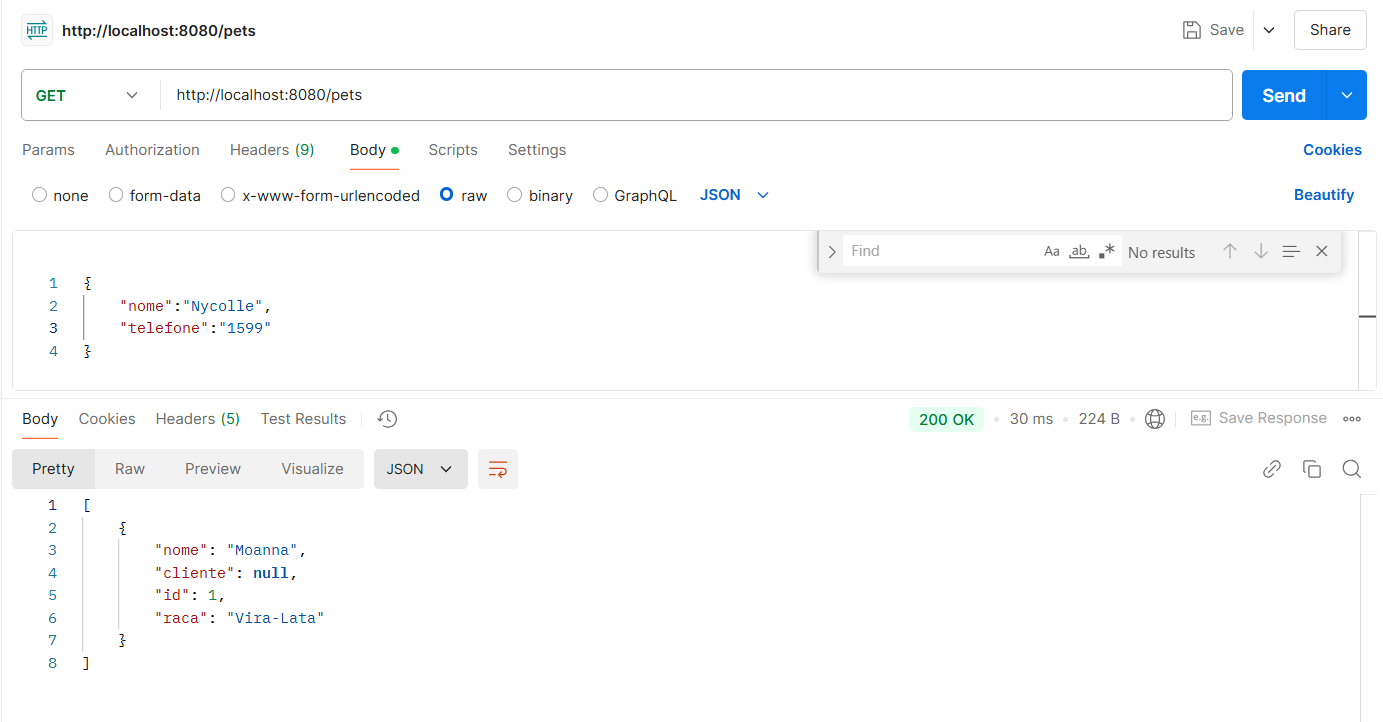 HTTP http://localhost:8080/pets Save Share
GET http://localhost:8080/pets Send
Params Authorization Headers (9) Body Scripts Settings Cookies
none form-data x-www-form-urlencoded raw binary GraphQL JSON Beautify
Find Aa ab, .* No results
1 {
2 "nome":"Nycolle",
3 "telefone":"1599"
4 }
Body Cookies Headers (5) Test Results 200 OK 30 ms 224 B e.g. Save Response
Pretty Raw Preview Visualize JSON
1 [
2 {
3 "nome": "Moanna",
4 "cliente": null,
5 "id": 1,
6 "raca": "Vira-Lata"
7 }
8 ]